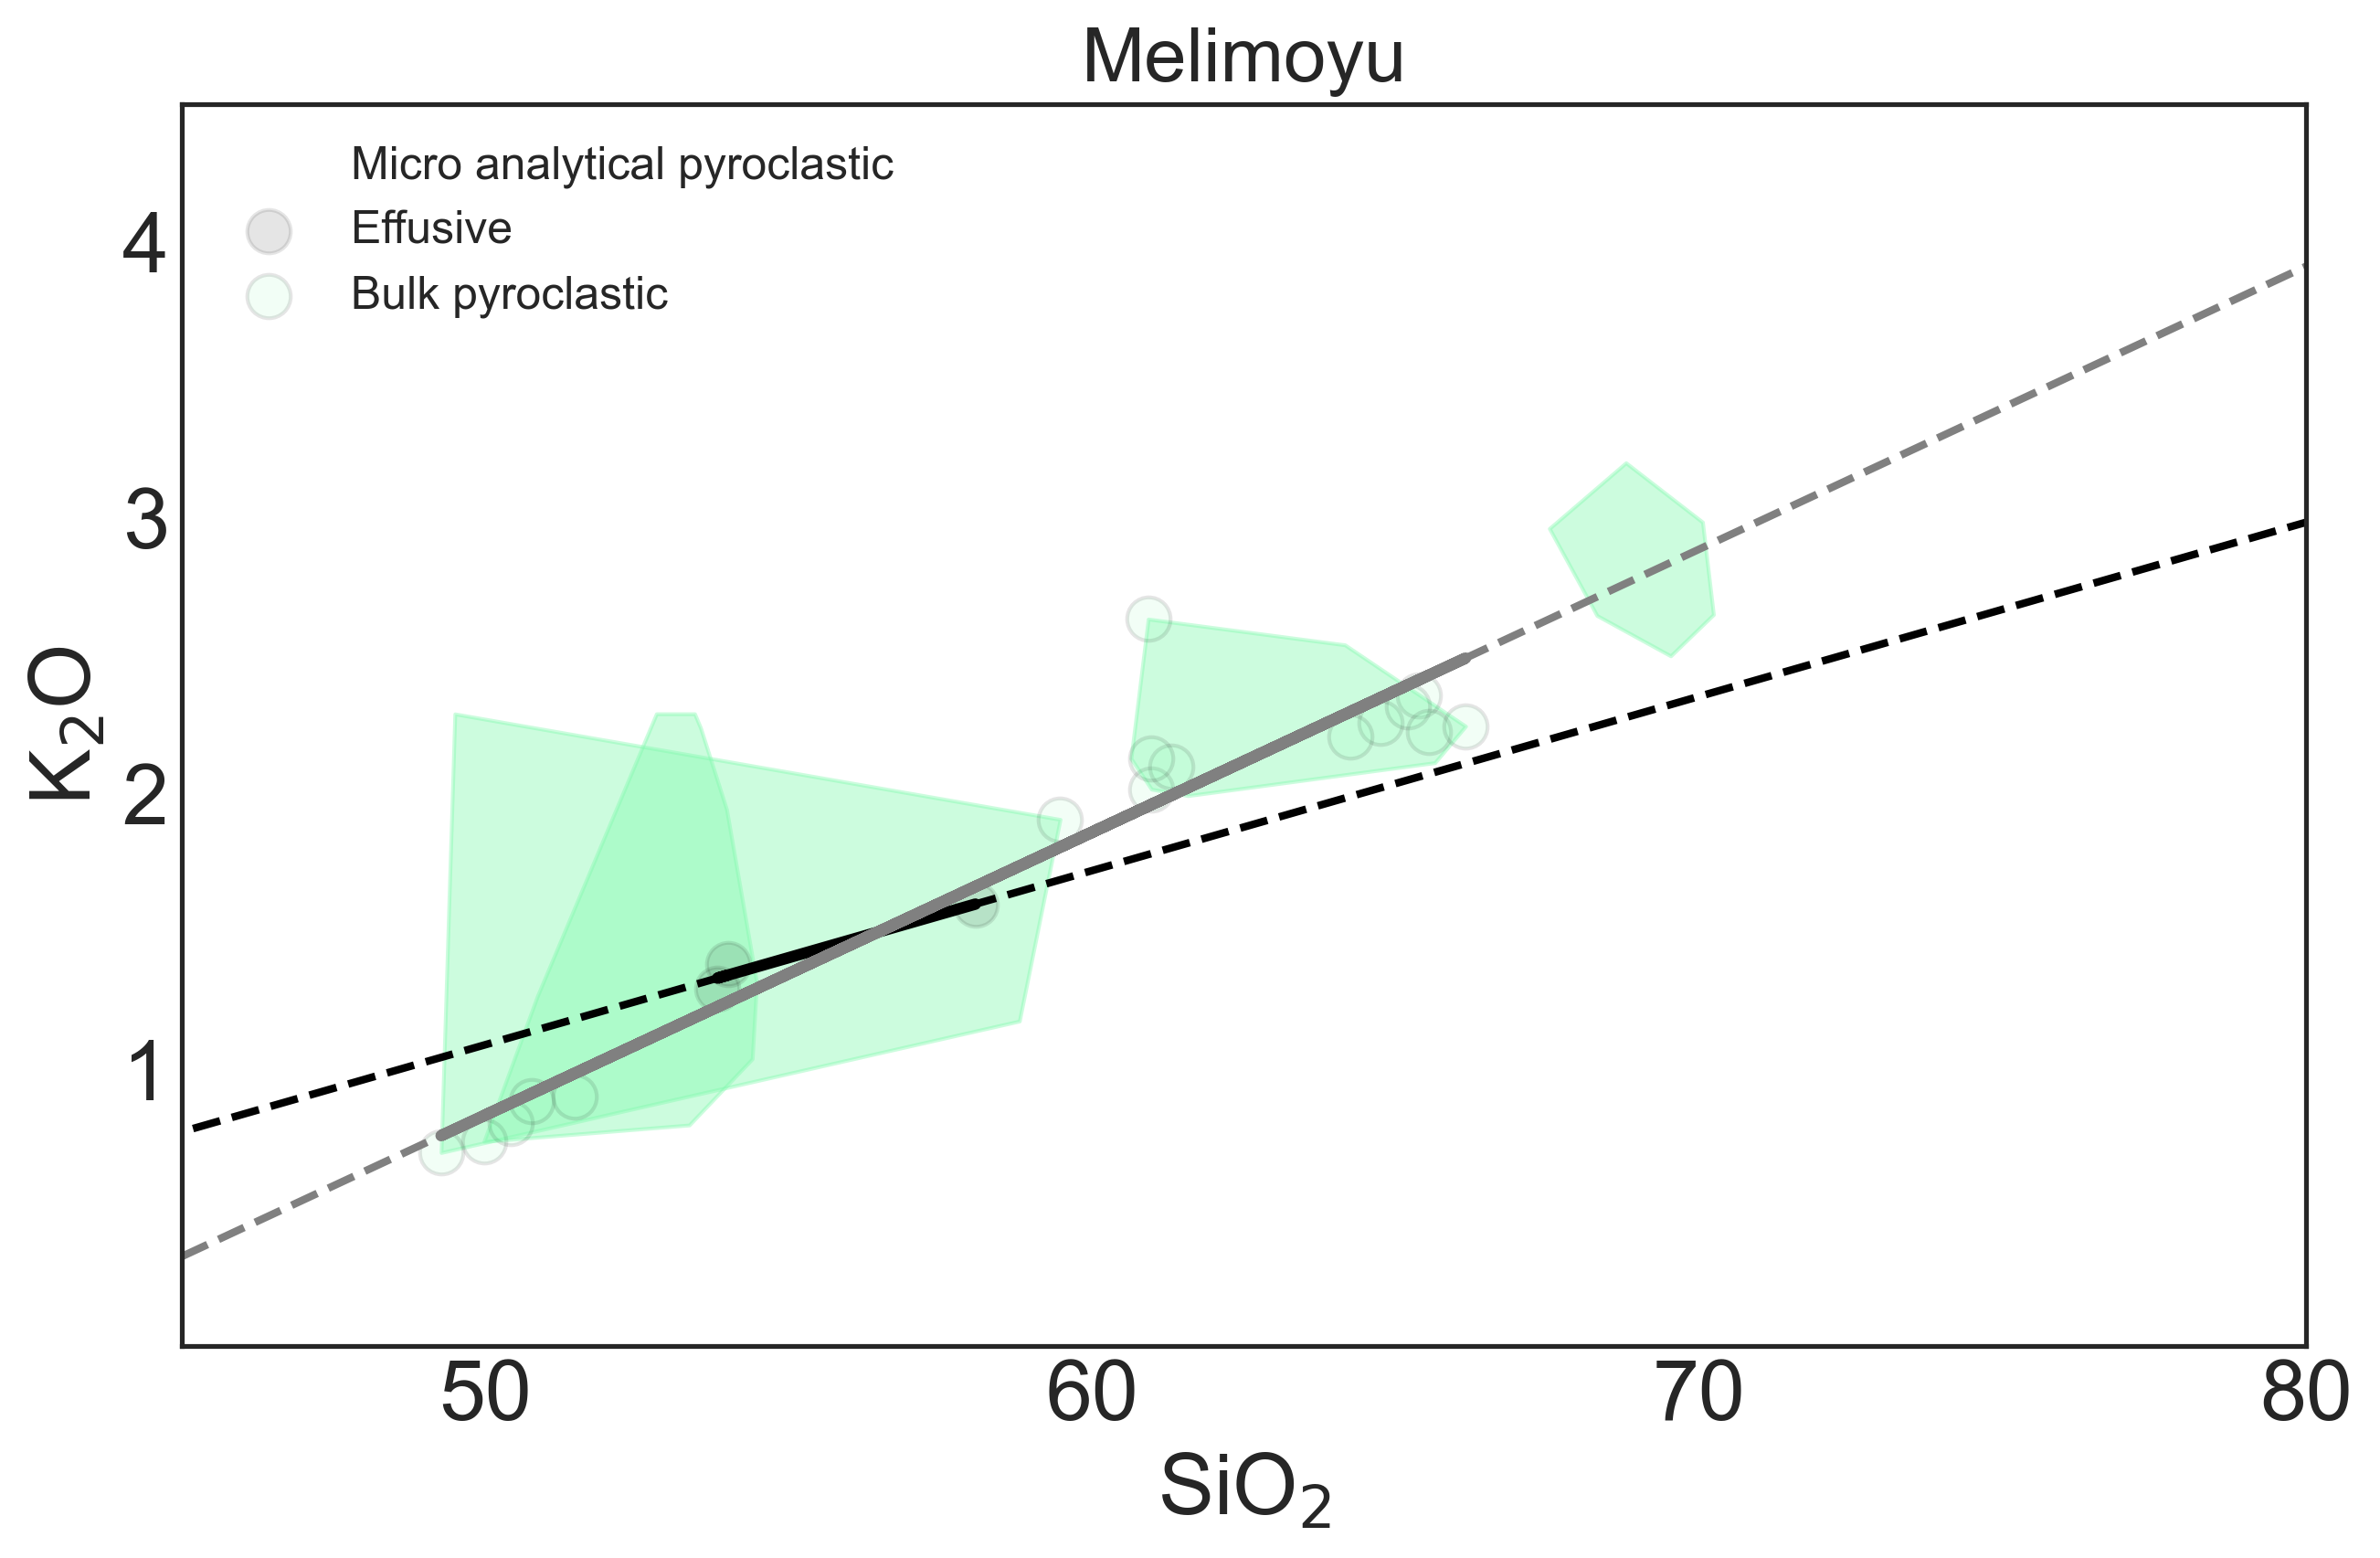 Melimoyu
Micro analytical pyroclastic
Effusive
Bulk pyroclastic
4
3
2
1
K₂O
50 60 70 80
SiO₂